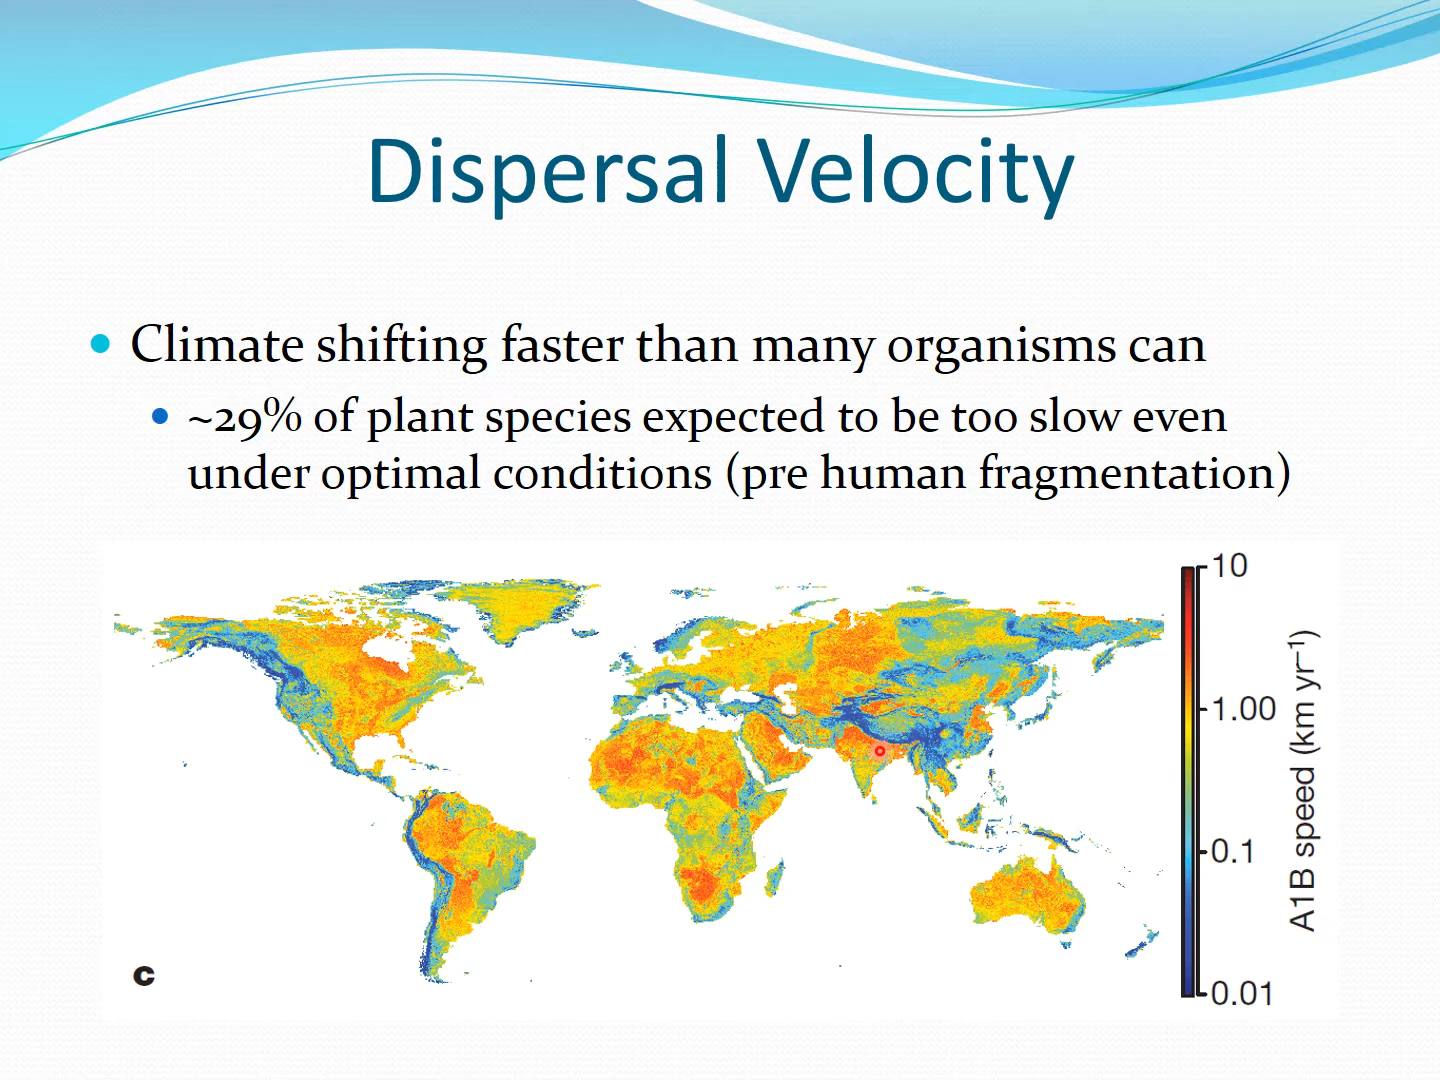 Dispersal Velocity
Climate shifting faster than many organisms can
~29% of plant species expected to be too slow even
under optimal conditions (pre human fragmentation)
10
1.00
0.1
0.01
A1B speed (km yr⁻¹)
c